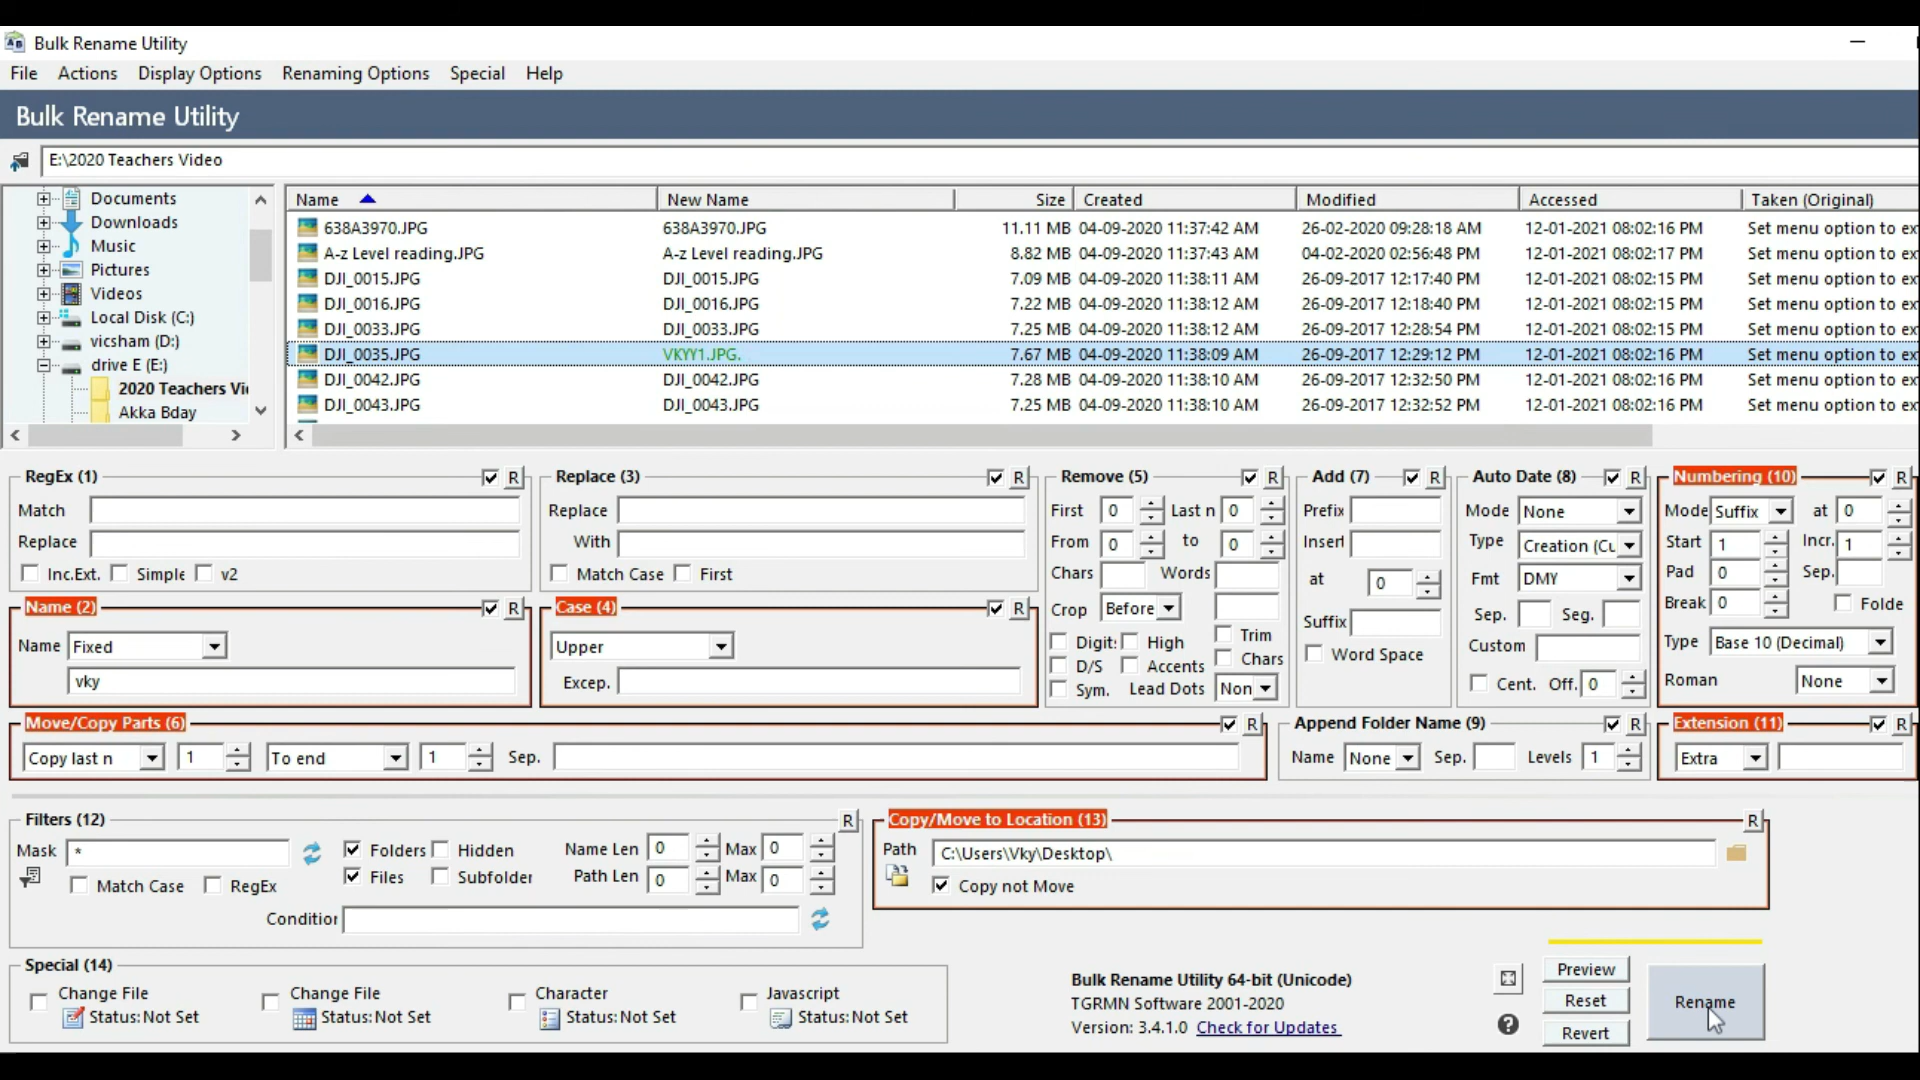 Bulk Rename Utility
File Actions Display Options Renaming Options Special Help
Bulk Rename Utility
E:\2020 Teachers Video
Documents
Downloads
Music
Pictures
Videos
Local Disk (C:)
vicsham (D:)
drive E (E:)
2020 Teachers Vi
Akka Bday
Name New Name Size Created Modified Accessed Taken (Original)
638A3970.JPG 638A3970.JPG 11.11 MB 04-09-2020 11:37:42 AM 26-02-2020 09:28:18 AM 12-01-2021 08:02:16 PM Set menu option to ex
A-z Level reading.JPG A-z Level reading.JPG 8.82 MB 04-09-2020 11:37:43 AM 04-02-2020 02:56:48 PM 12-01-2021 08:02:17 PM Set menu option to ex
DJI_0015.JPG DJI_0015.JPG 7.09 MB 04-09-2020 11:38:11 AM 26-09-2017 12:17:40 PM 12-01-2021 08:02:15 PM Set menu option to ex
DJI_0016.JPG DJI_0016.JPG 7.22 MB 04-09-2020 11:38:12 AM 26-09-2017 12:18:40 PM 12-01-2021 08:02:15 PM Set menu option to ex
DJI_0033.JPG DJI_0033.JPG 7.25 MB 04-09-2020 11:38:12 AM 26-09-2017 12:28:54 PM 12-01-2021 08:02:15 PM Set menu option to ex
DJI_0035.JPG VKYY1.JPG. 7.67 MB 04-09-2020 11:38:09 AM 26-09-2017 12:29:12 PM 12-01-2021 08:02:16 PM Set menu option to ex
DJI_0042.JPG DJI_0042.JPG 7.28 MB 04-09-2020 11:38:10 AM 26-09-2017 12:32:50 PM 12-01-2021 08:02:16 PM Set menu option to ex
DJI_0043.JPG DJI_0043.JPG 7.25 MB 04-09-2020 11:38:10 AM 26-09-2017 12:32:52 PM 12-01-2021 08:02:16 PM Set menu option to ex
RegEx (1) R
Match
Replace
Inc.Ext. Simple v2
Replace (3) R
Replace
With
Match Case First
Name (2) R
Name Fixed
vky
Case (4) R
Upper
Excep.
Remove (5) R
First 0 Last n 0
From 0 to 0
Chars Words
Crop Before
Digit: High Trim
D/S Accents Chars
Sym. Lead Dots Non
Add (7) R
Prefix
Insert
at 0
Suffix
Word Space
Auto Date (8) R
Mode None
Type Creation (Cu
Fmt DMY
Sep. Seg.
Custom
Cent. Off. 0
Numbering (10) R
Mode Suffix at 0
Start 1 Incr. 1
Pad 0 Sep.
Break 0 Folde
Type Base 10 (Decimal)
Roman None
Move/Copy Parts (6) R
Copy last n 1 To end 1 Sep.
Append Folder Name (9) R
Name None Sep. Levels 1
Extension (11) R
Extra
Filters (12) R
Mask * Folders Hidden Name Len 0 Max 0
Match Case RegEx Files Subfolder Path Len 0 Max 0
Condition
Copy/Move to Location (13) R
Path C:\Users\Vky\Desktop\
Copy not Move
Special (14)
Change File
Status: Not Set
Change File
Status: Not Set
Character
Status: Not Set
Javascript
Status: Not Set
Bulk Rename Utility 64-bit (Unicode)
TGRMN Software 2001-2020
Version: 3.4.1.0 Check for Updates
Preview
Reset
Revert
Rename